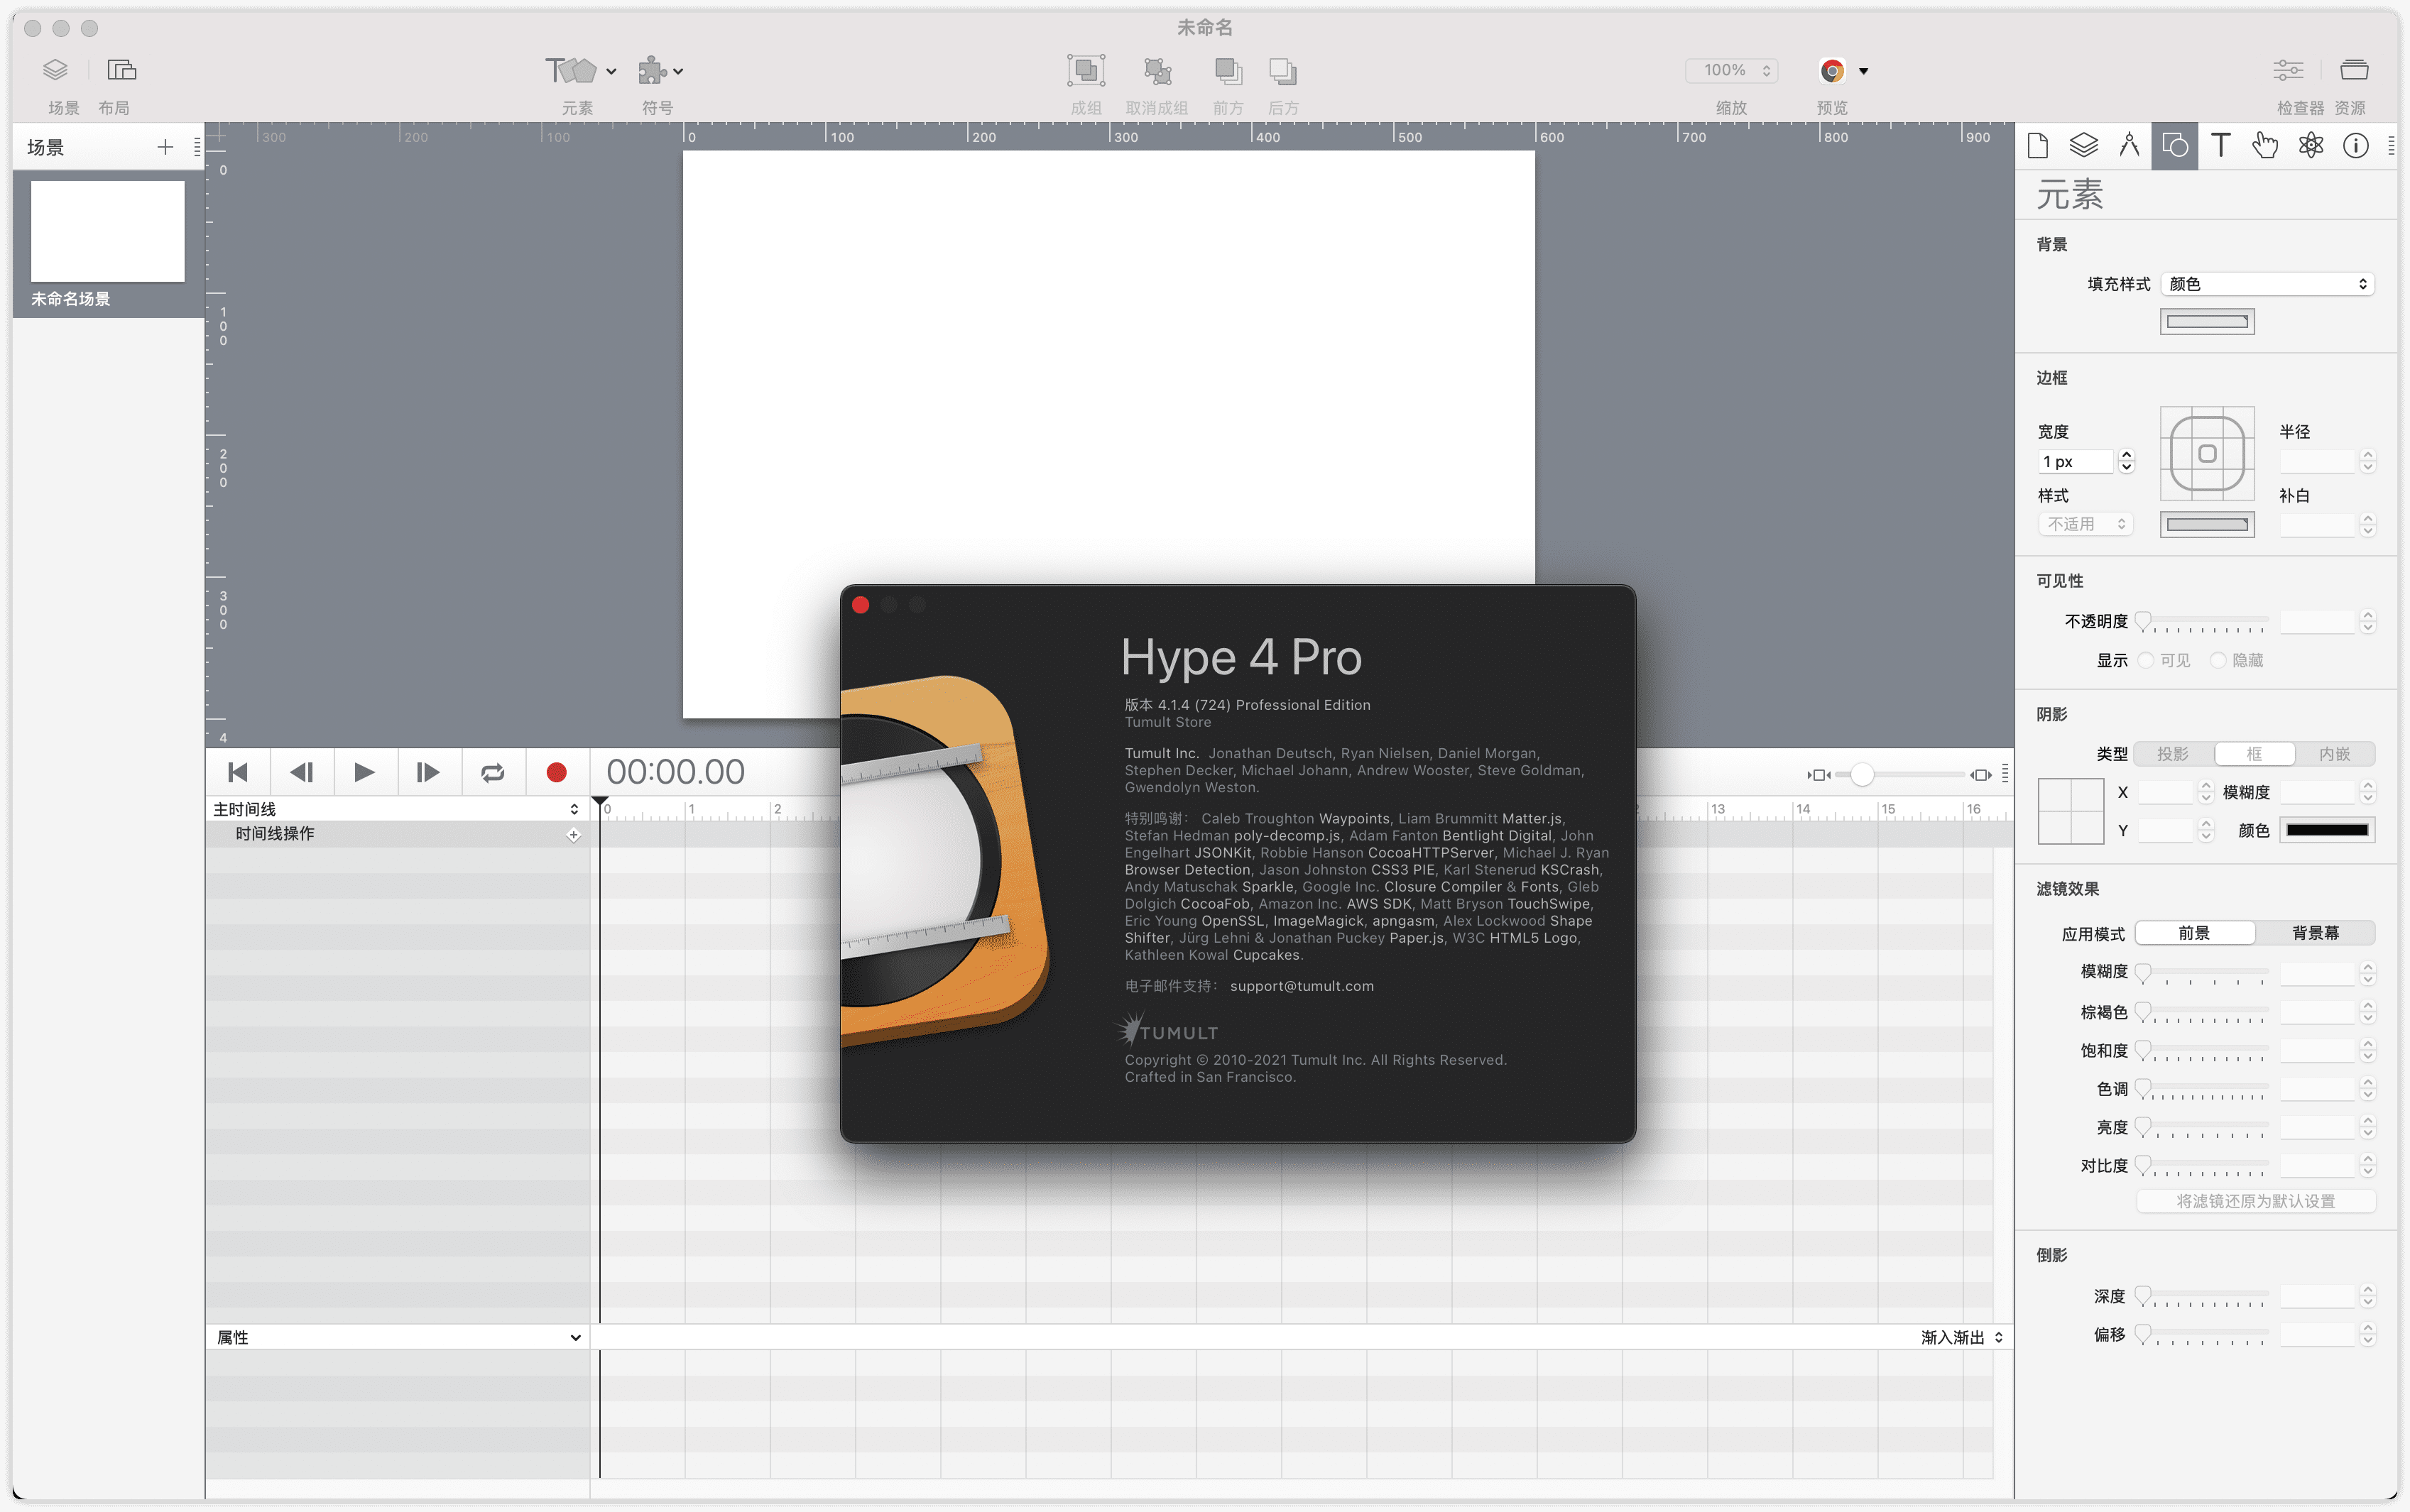 未命名
场景
布局
元素
符号
成组
取消成组
前方
后方
100%
缩放
预览
检查器
资源
场景
未命名场景
300
200
100
0
100
200
300
400
500
600
700
800
900
0
100
200
300
4
元素
背景
填充样式 颜色
边框
宽度
半径
1 px
样式
补白
不适用
可见性
不透明度
显示 可见 隐藏
阴影
类型 投影 框 内嵌
X 模糊度
Y 颜色
滤镜效果
应用模式 前景 背景幕
模糊度
棕褐色
饱和度
色调
亮度
对比度
将滤镜还原为默认设置
倒影
深度
偏移
00:00.00
主时间线
0 1 2
13 14 15 16
时间线操作
属性
渐入渐出
Hype 4 Pro
版本 4.1.4 (724) Professional Edition
Tumult Store
Tumult Inc. Jonathan Deutsch, Ryan Nielsen, Daniel Morgan,
Stephen Decker, Michael Johann, Andrew Wooster, Steve Goldman,
Gwendolyn Weston.
特别鸣谢: Caleb Troughton Waypoints, Liam Brummitt Matter.js,
Stefan Hedman poly-decomp.js, Adam Fanton Bentlight Digital, John
Engelhart JSONKit, Robbie Hanson CocoaHTTPServer, Michael J. Ryan
Browser Detection, Jason Johnston CSS3 PIE, Karl Stenerud KSCrash,
Andy Matuschak Sparkle, Google Inc. Closure Compiler & Fonts, Gleb
Dolgich CocoaFob, Amazon Inc. AWS SDK, Matt Bryson TouchSwipe,
Eric Young OpenSSL, ImageMagick, apngasm, Alex Lockwood Shape
Shifter, Jürg Lehni & Jonathan Puckey Paper.js, W3C HTML5 Logo,
Kathleen Kowal Cupcakes.
电子邮件支持: support@tumult.com
TUMULT
Copyright © 2010-2021 Tumult Inc. All Rights Reserved.
Crafted in San Francisco.